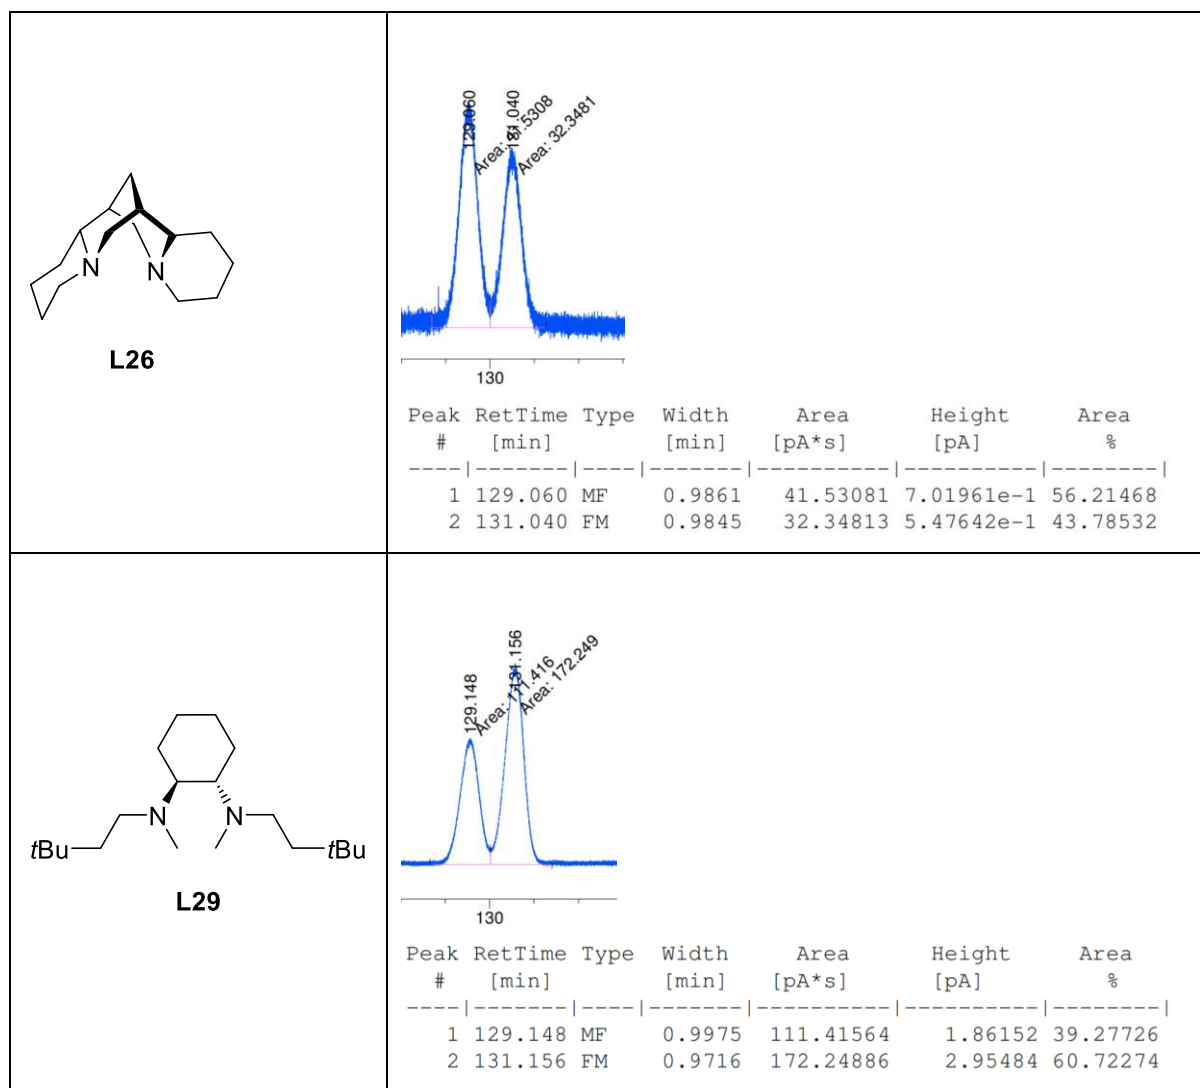 129.060
Area: 41.5308
131.040
Area: 32.3481
N
N
L26
130
Peak RetTime Type Width Area Height Area
# [min] [min] [pA*s] [pA] %
----|-------|----|-------|----------|----------|--------|
1 129.060 MF 0.9861 41.53081 7.01961e-1 56.21468
2 131.040 FM 0.9845 32.34813 5.47642e-1 43.78532
129.148
Area: 111.416
131.156
Area: 172.249
N
N
tBu
tBu
L29
130
Peak RetTime Type Width Area Height Area
# [min] [min] [pA*s] [pA] %
----|-------|----|-------|----------|----------|--------|
1 129.148 MF 0.9975 111.41564 1.86152 39.27726
2 131.156 FM 0.9716 172.24886 2.95484 60.72274